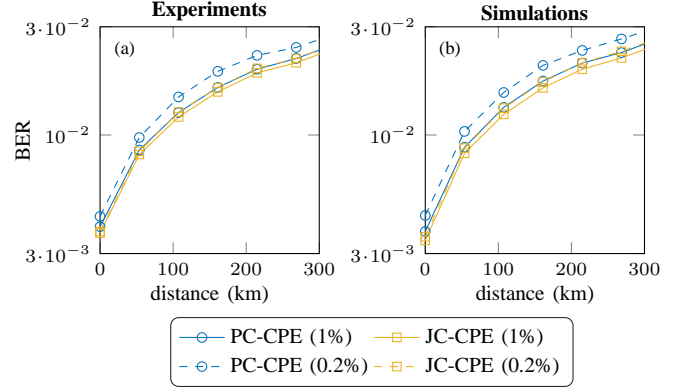 Experiments Simulations
3·10⁻² 3·10⁻²
(a) (b)
BER
10⁻² 10⁻²
3·10⁻³ 3·10⁻³
0 100 200 300 0 100 200 300
distance (km) distance (km)
PC-CPE (1%) JC-CPE (1%)
PC-CPE (0.2%) JC-CPE (0.2%)